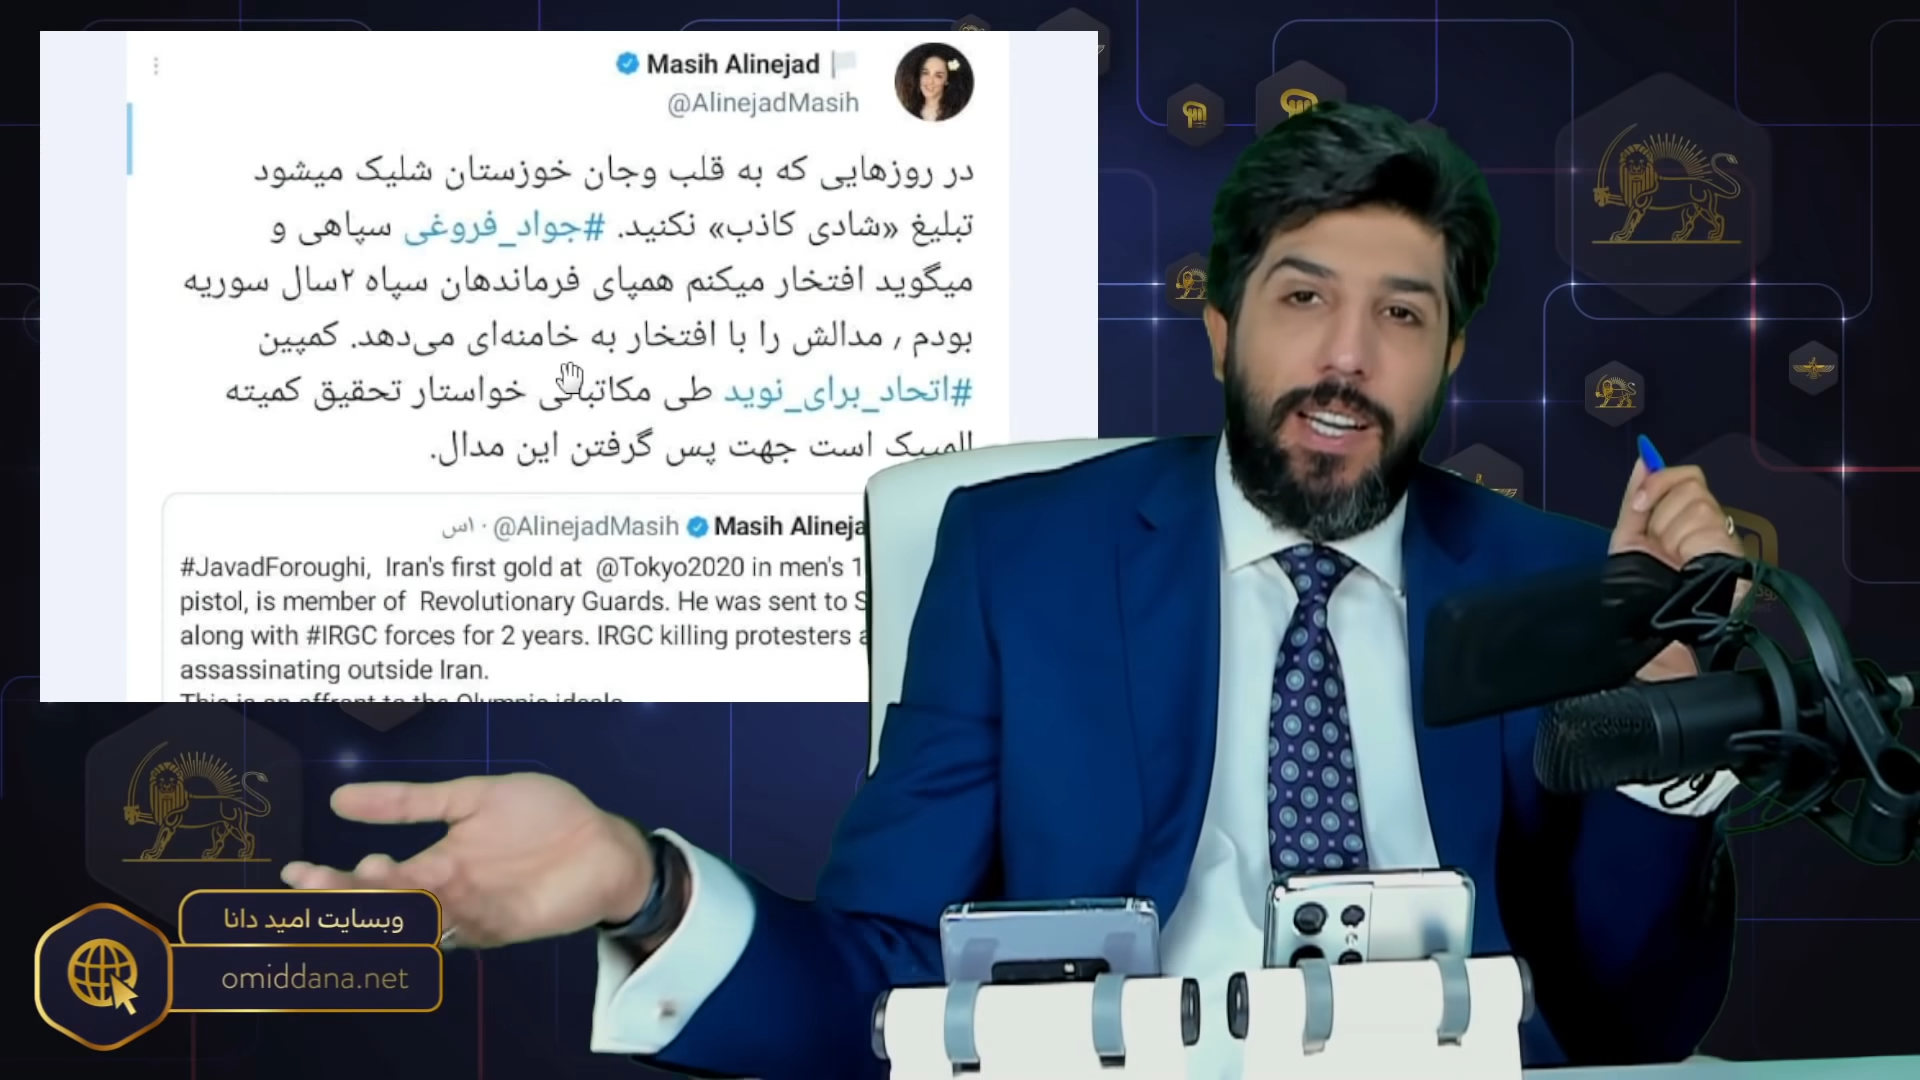 Masih Alinejad
@AlinejadMasih
در روزهایی که به قلب وجان خوزستان شلیک میشود
تبلیغ «شادی کاذب» نکنید. #جواد_فروغی سپاهی و
میگوید افتخار میکنم همپای فرماندهان سپاه ۲سال سوریه
بودم , مدالش را با افتخار به خامنه‌ای می‌دهد. کمپین
#اتحاد_برای_نوید طی خواستار تحقیق کمیته
است جهت پس گرفتن این مدال.
Masih Alineja @AlinejadMasih · ۱۰س
#JavadForoughi, Iran's first gold at @Tokyo2020 in men's 1
pistol, is member of Revolutionary Guards. He was sent to S
along with #IRGC forces for 2 years. IRGC killing protesters a
assassinating outside Iran.
وبسایت امید دانا
omiddana.net